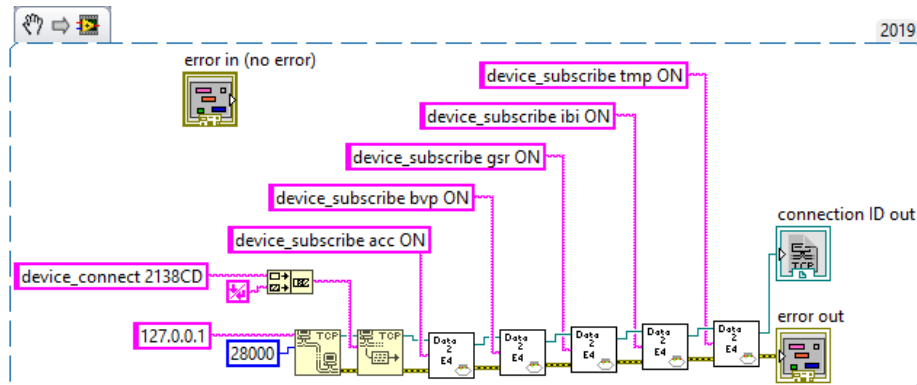 2019
error in (no error)
device_subscribe tmp ON
device_subscribe ibi ON
device_subscribe gsr ON
device_subscribe bvp ON
connection ID out
device_subscribe acc ON
TCP
device_connect 2138CD
error out
127.0.0.1
TCP
TCP
28000
Data
2
E4
Data
2
E4
Data
2
E4
Data
2
E4
Data
2
E4